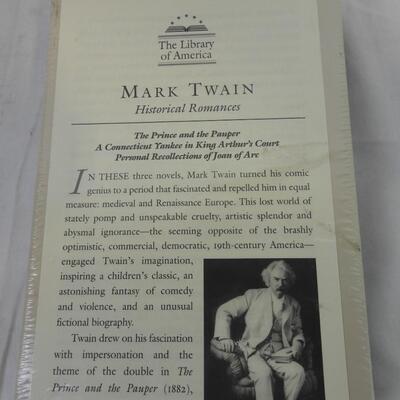 The Library
of America
MARK TWAIN
Historical Romances
The Prince and the Pauper
A Connecticut Yankee in King Arthur's Court
Personal Recollections of Joan of Arc
IN THESE three novels, Mark Twain turned his comic
genius to a period that fascinated and repelled him in equal
measure: medieval and Renaissance Europe. This lost world of
stately pomp and unspeakable cruelty, artistic splendor and
abysmal ignorance—the seeming opposite of the brashly
optimistic, commercial, democratic, 19th-century America—
engaged Twain's imagination,
inspiring a children's classic, an
astonishing fantasy of comedy
and violence, and an unusual
fictional biography.
Twain drew on his fascination
with impersonation and the
theme of the double in The
Prince and the Pauper (1882),